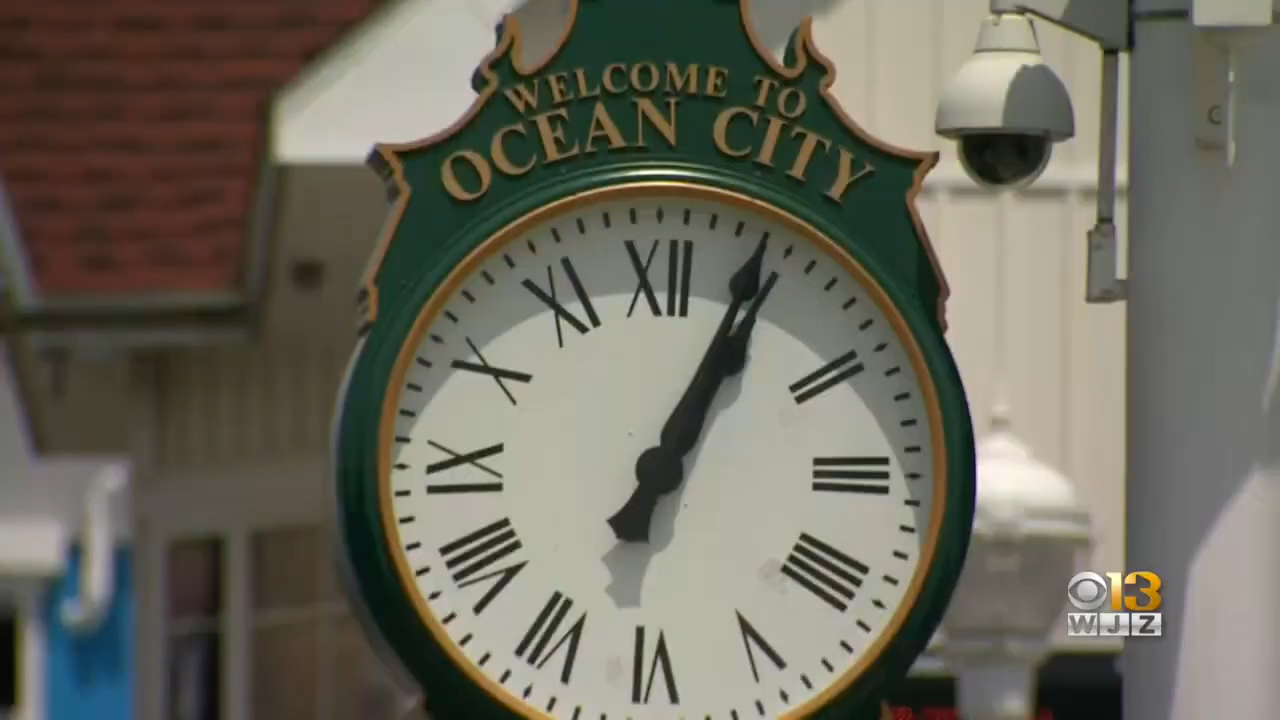 WELCOME TO
OCEAN CITY
XII
XI
II
X
IX
III
VIII
IIII
VII
VI
V
13
WJZ